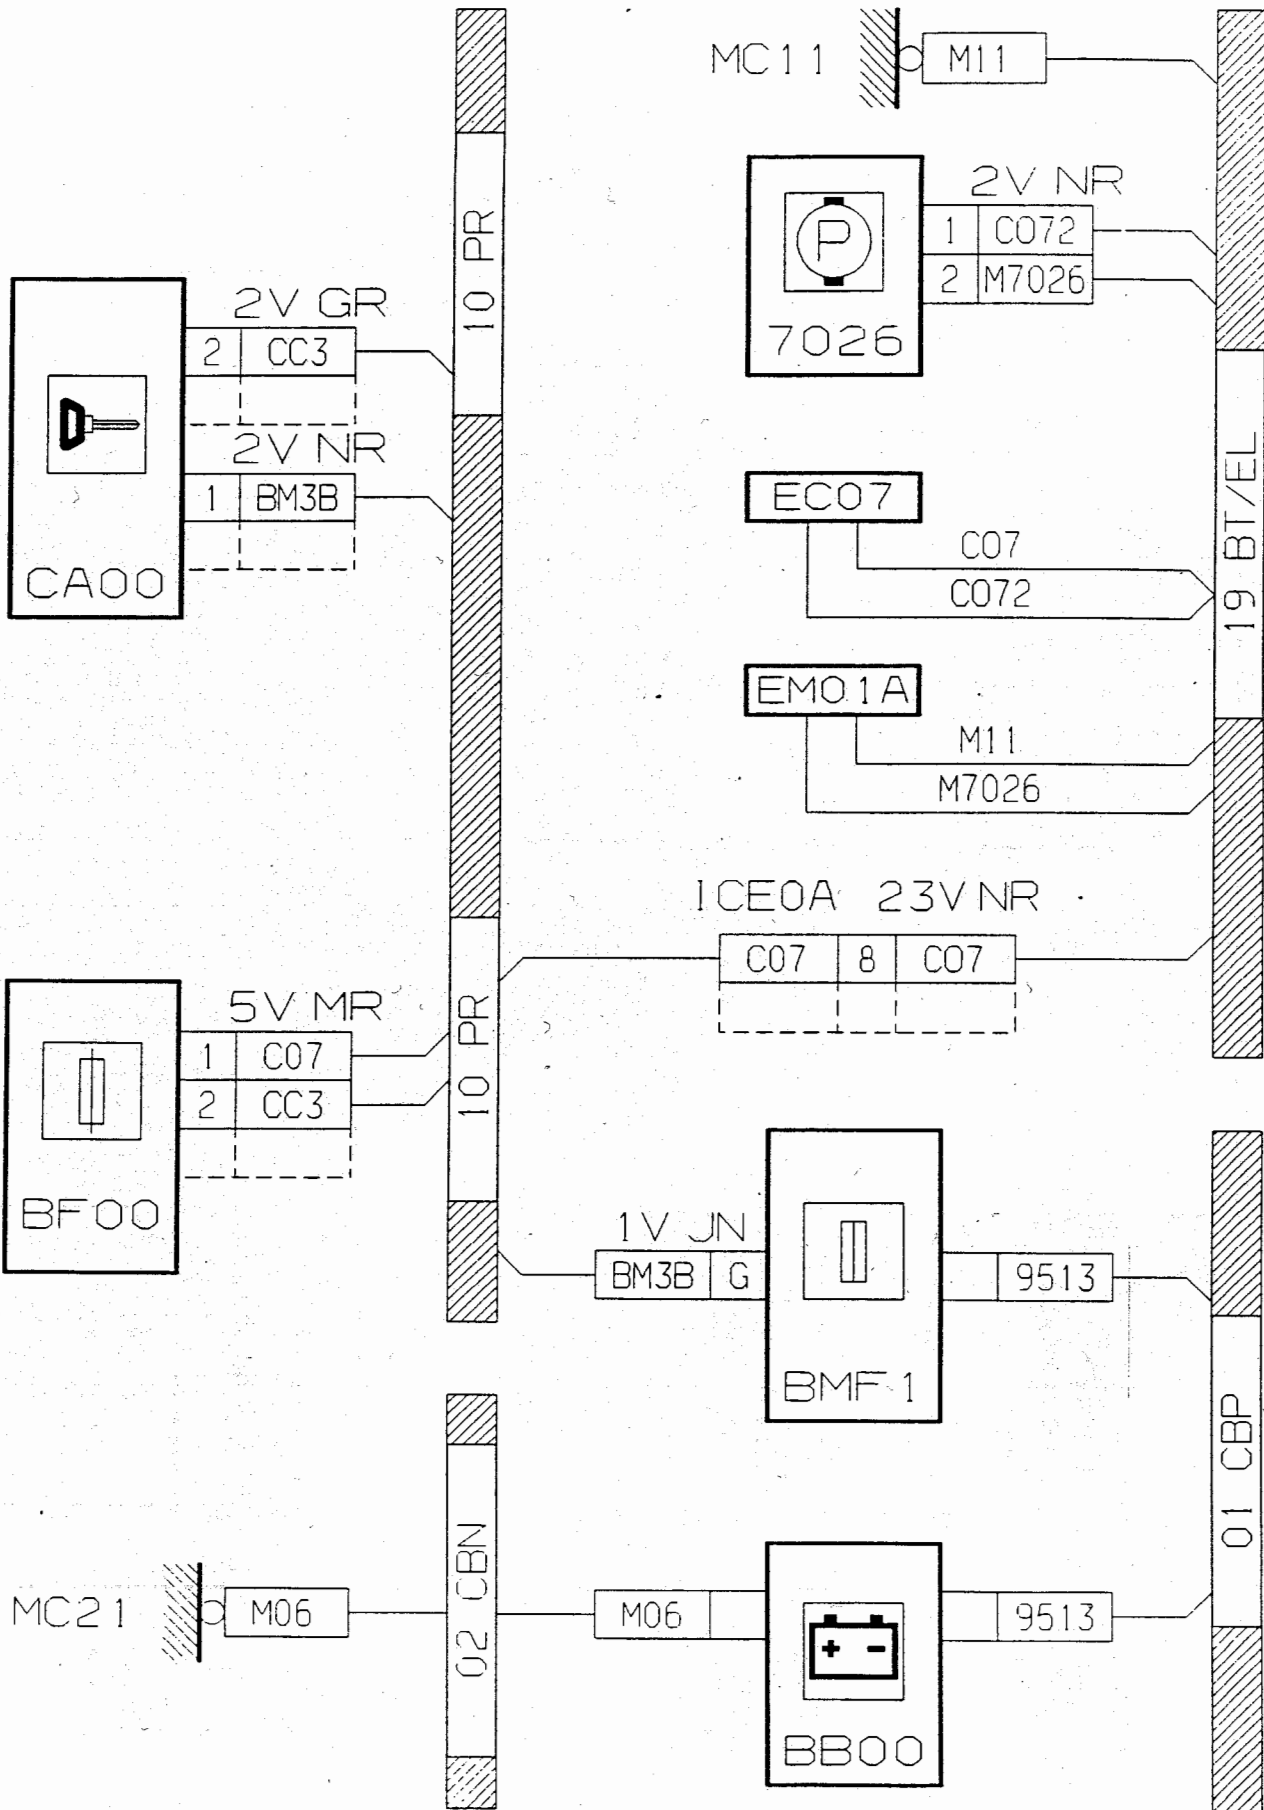 MC11
M11
2V NR
1 C072
2 M7026
P
7026
10 PR
2V GR
2 CC3
2V NR
1 BM3B
CA00
EC07
C07
C072
19 BT/EL
EM01A
M11
M7026
ICE0A 23V NR
C07 8 C07
5V MR
1 C07
2 CC3
10 PR
BF00
1V JN
BM3B G
9513
BMF1
01 CBP
02 CBN
MC21
M06
M06
9513
+ -
BB00